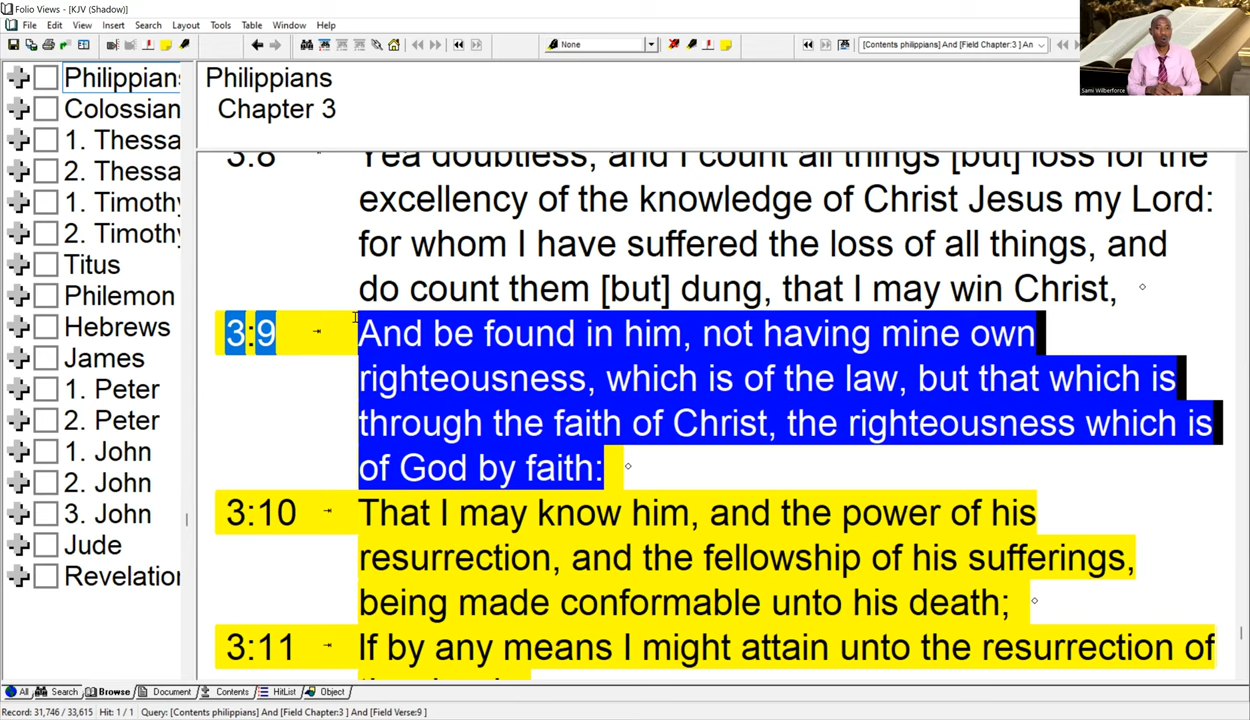 Folio Views - [KJV (Shadow)]
File Edit View Insert Search Layout Tools Table Window Help
None
[Contents philippians] And [Field Chapter:3 ] An
Sami Wilberforce
Philippians
Colossian
1. Thessa
2. Thessa
1. Timothy
2. Timothy
Titus
Philemon
Hebrews
James
1. Peter
2. Peter
1. John
2. John
3. John
Jude
Revelation
Philippians
Chapter 3
3:8 Yea doubtless, and I count all things [but] loss for the
excellency of the knowledge of Christ Jesus my Lord:
for whom I have suffered the loss of all things, and
do count them [but] dung, that I may win Christ,
3:9 And be found in him, not having mine own
righteousness, which is of the law, but that which is
through the faith of Christ, the righteousness which is
of God by faith:
3:10 That I may know him, and the power of his
resurrection, and the fellowship of his sufferings,
being made conformable unto his death;
3:11 If by any means I might attain unto the resurrection of
All Search Browse Document Contents HitList Object
Record: 31,746 / 33,615 Hit: 1 / 1 Query: [Contents philippians] And [Field Chapter:3 ] And [Field Verse:9 ]